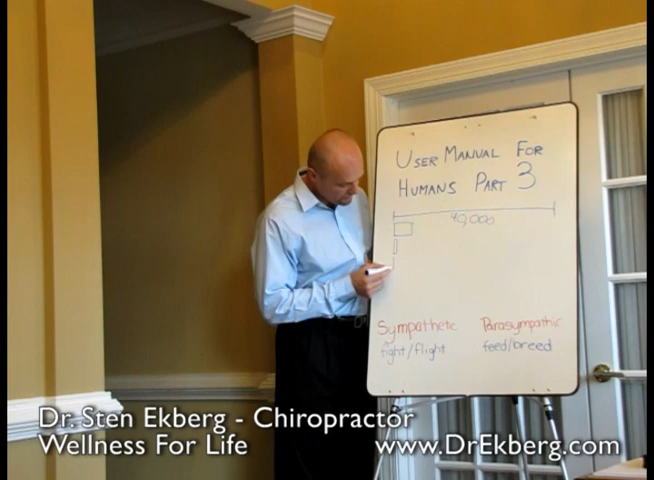 USER MANUAL FOR
HUMANS PART 3
40,000
Sympathetic Parasympathic
fight/flight feed/breed
Dr. Sten Ekberg - Chiropractor
Wellness For Life www.DrEkberg.com